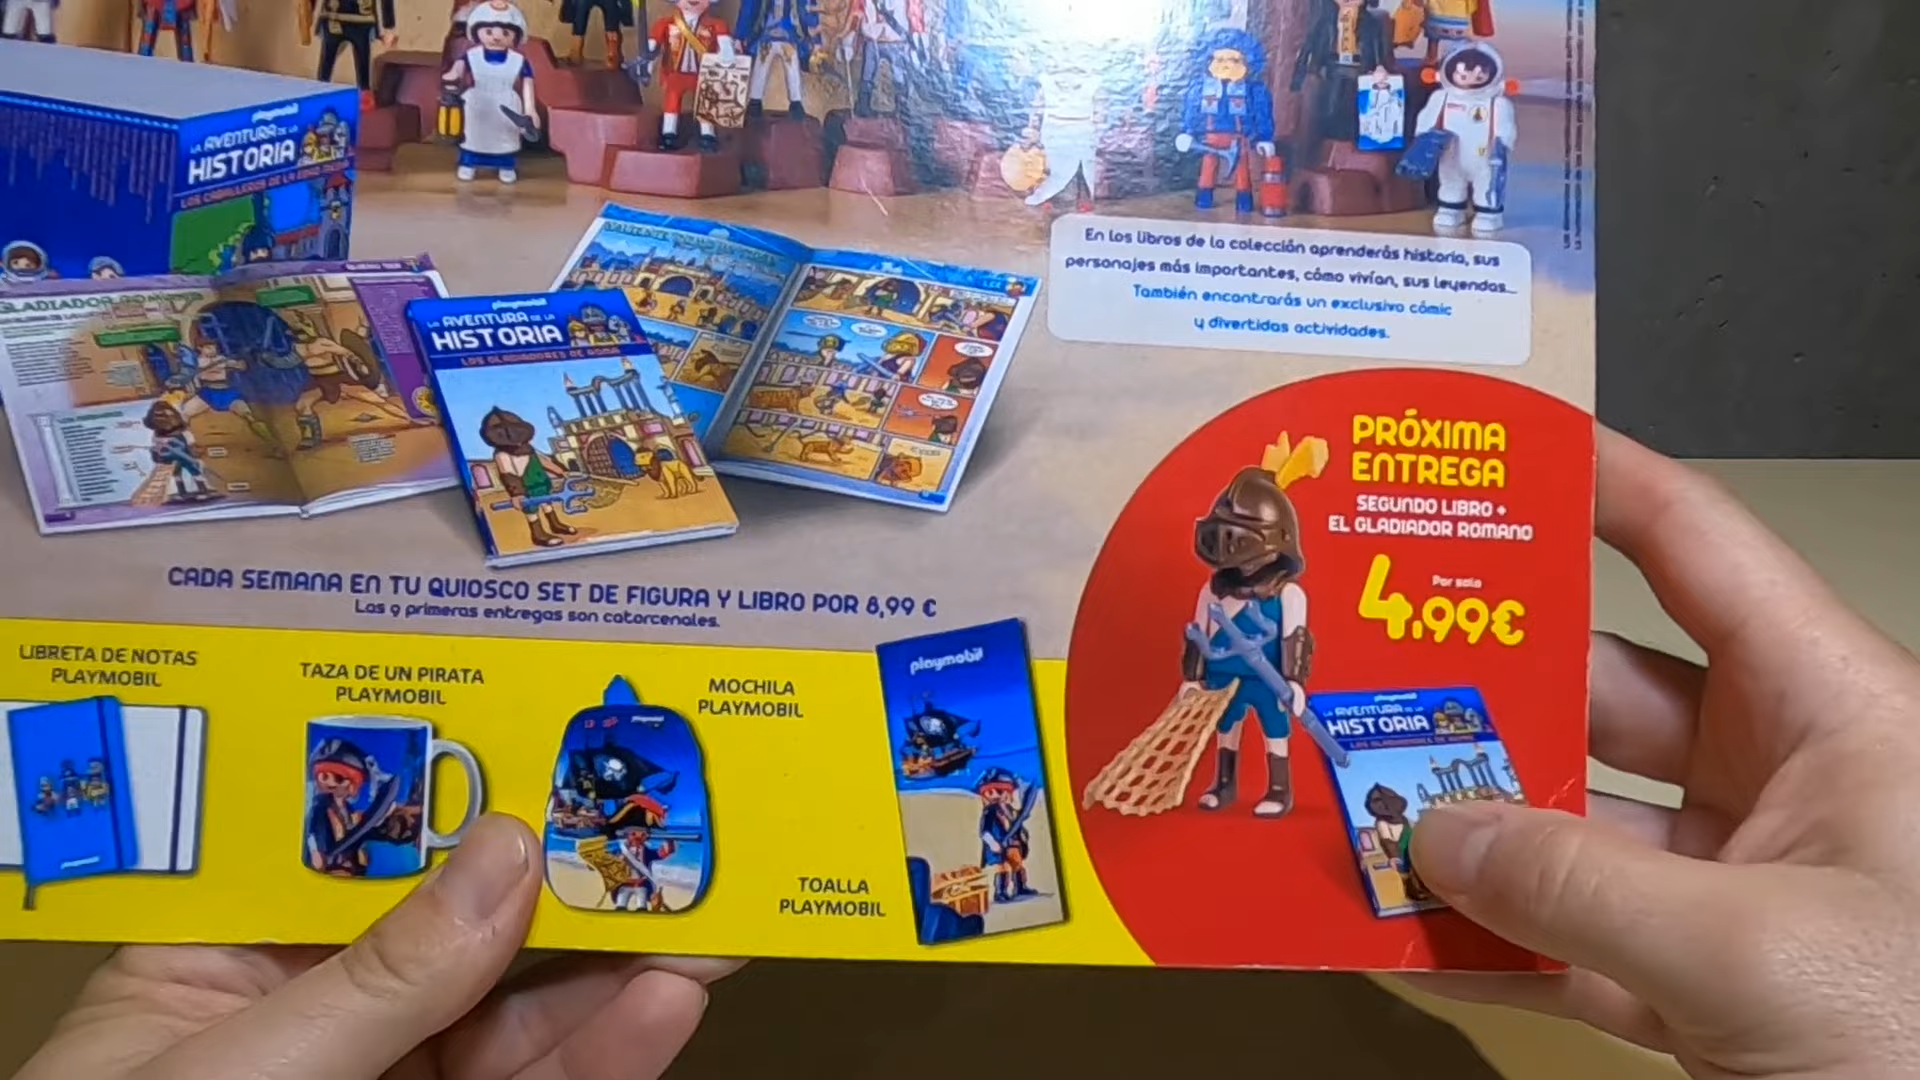 playmobil
LA AVENTURA DE LA
HISTORIA
LOS CABALLEROS DE LA EDAD
En los libros de la colección aprenderás historia, sus
personajes más importantes, cómo vivían, sus leyendas...
También encontrarás un exclusivo cómic
y divertidas actividades.
GLADIADOR ROMANO
playmobil
LA AVENTURA DE LA
HISTORIA
LOS GLADIADORES DE ROMA
PRÓXIMA
ENTREGA
SEGUNDO LIBRO +
EL GLADIADOR ROMANO
Por solo
4,99€
CADA SEMANA EN TU QUIOSCO SET DE FIGURA Y LIBRO POR 8,99 €
Las 9 primeras entregas son catorcenales.
LIBRETA DE NOTAS
PLAYMOBIL
TAZA DE UN PIRATA
PLAYMOBIL
MOCHILA
PLAYMOBIL
playmobil
TOALLA
PLAYMOBIL
playmobil
LA AVENTURA DE LA
HISTORIA
LOS GLADIADORES DE ROMA
playmobil
playmobil